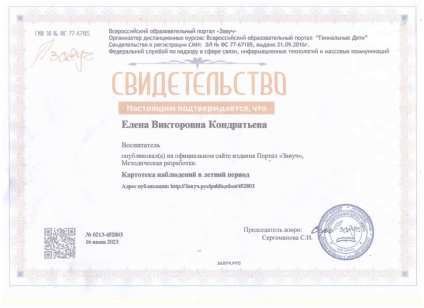 СМИ ЭЛ № ФС 77-67185
Завуч
Всероссийский образовательный портал «Завуч»
Организатор дистанционных курсов: Всероссийский образовательный портал "Гениальные Дети"
Свидетельство о регистрации СМИ: ЭЛ № ФС 77-67185, выдано 21.09.2016г.
Федеральной службой по надзору в сфере связи, информационных технологий и массовых коммуникаций
СВИДЕТЕЛЬСТВО
Настоящим подтверждается, что
Елена Викторовна Кондратьева
Воспитатель
опубликовал(а) на официальном сайте издания Портал «Завуч»,
Методическая разработка:
Картотека наблюдений в летний период
Адрес публикации: http://Завуч.рус/publication/452803
№ 0213-452803
16 июня 2023
Председатель жюри:
Сергоманова С.И.
ЗАВУЧ.РУС